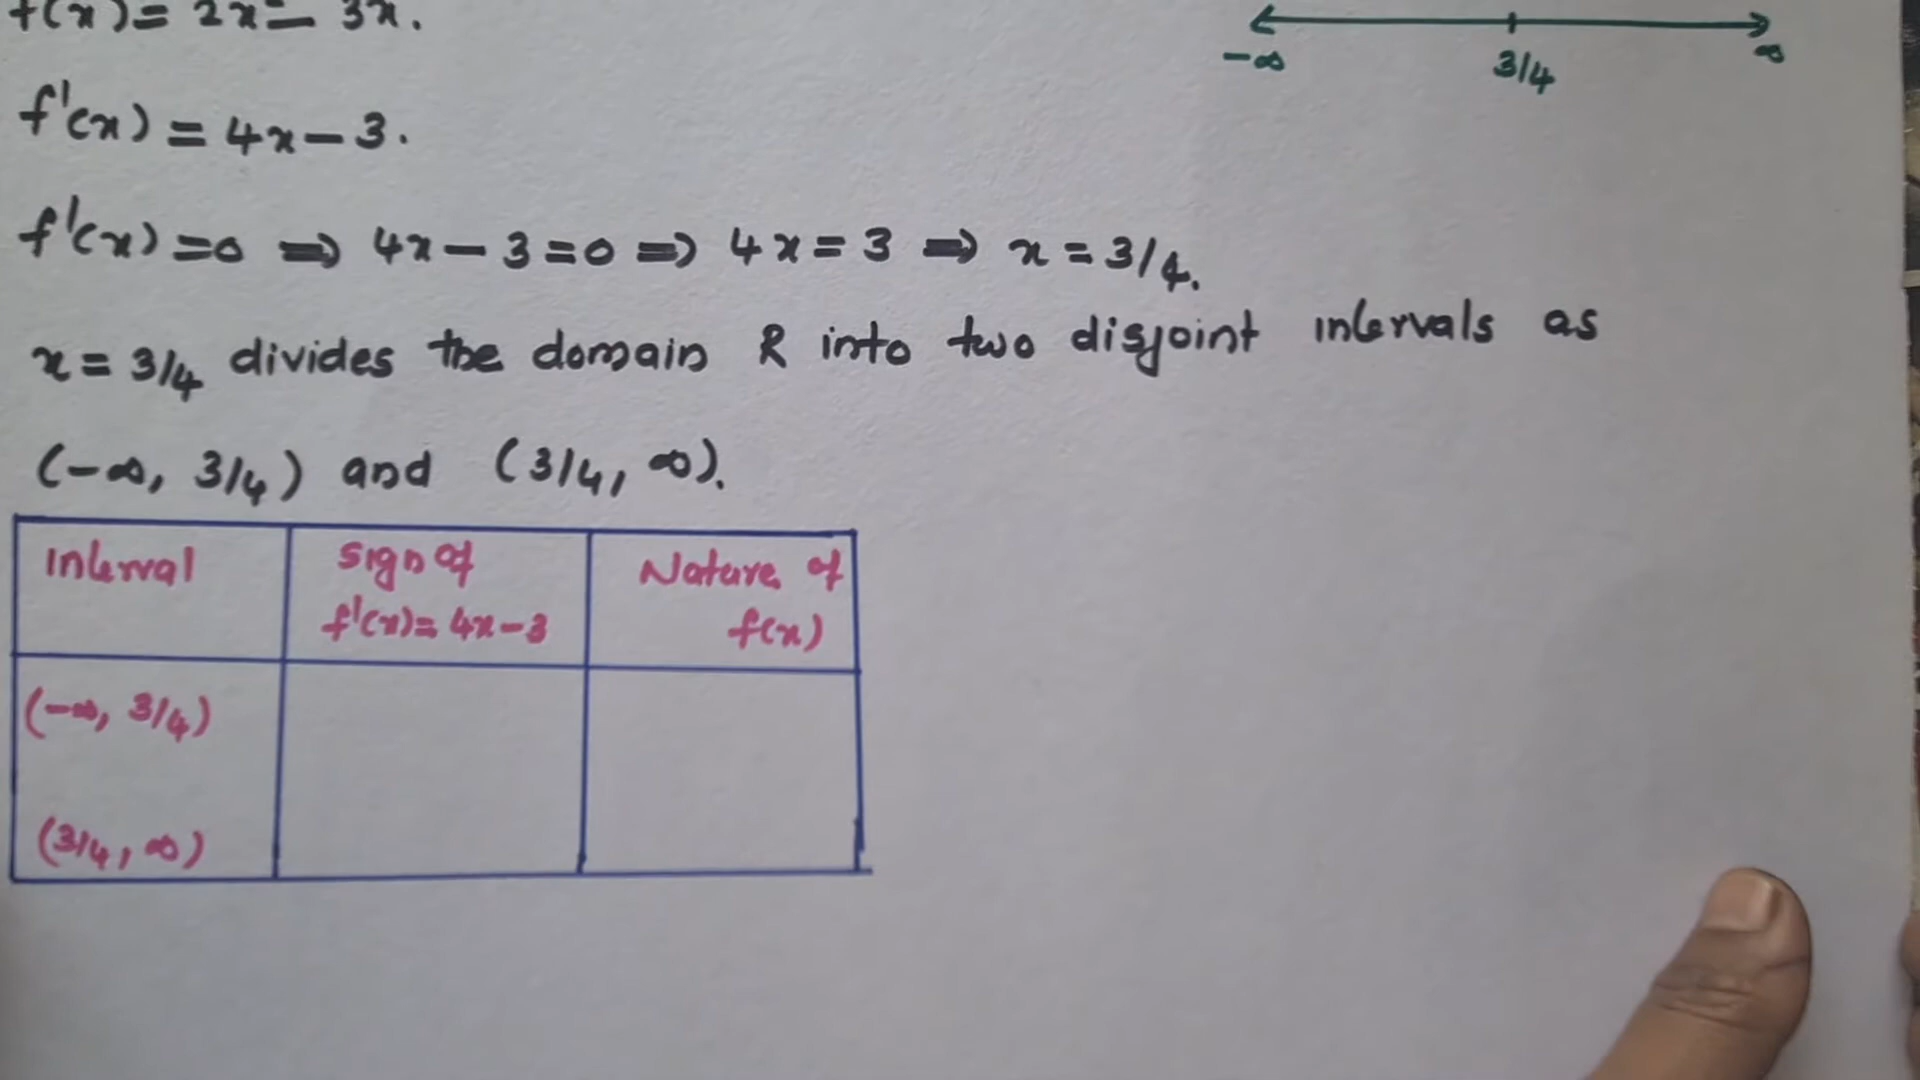 f(x) = 2x² – 3x.
-∞ 3/4 ∞
f'(x) = 4x – 3.
f'(x) = 0 ⟹ 4x – 3 = 0 ⟹ 4x = 3 ⟹ x = 3/4.
x = 3/4 divides the domain R into two disjoint intervals as
(-∞, 3/4) and (3/4, ∞).
Interval
Sign of
f'(x) = 4x – 3
Nature of
f(x)
(-∞, 3/4)
(3/4, ∞)